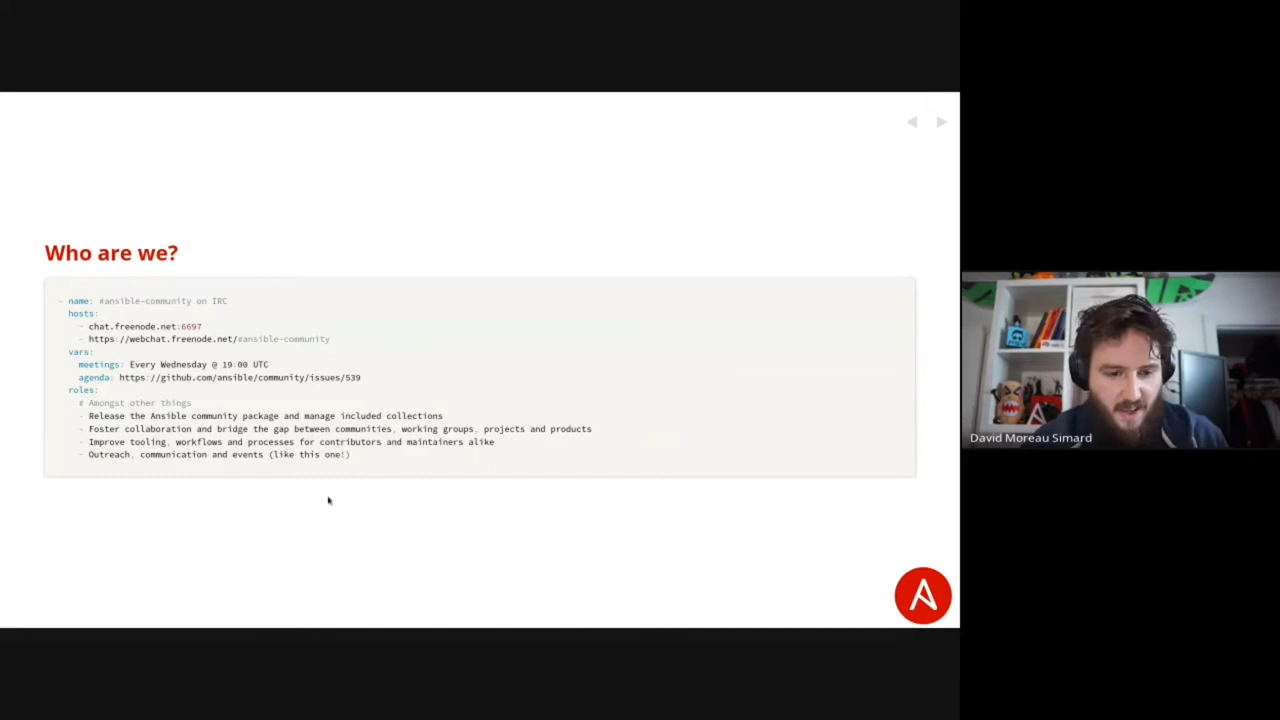 Who are we?
- name: #ansible-community on IRC
hosts:
- chat.freenode.net:6697
- https://webchat.freenode.net/#ansible-community
vars:
meetings: Every Wednesday @ 19:00 UTC
agenda: https://github.com/ansible/community/issues/539
roles:
# Amongst other things
- Release the Ansible community package and manage included collections
- Foster collaboration and bridge the gap between communities, working groups, projects and products
- Improve tooling, workflows and processes for contributors and maintainers alike
- Outreach, communication and events (like this one!)
David Moreau Simard